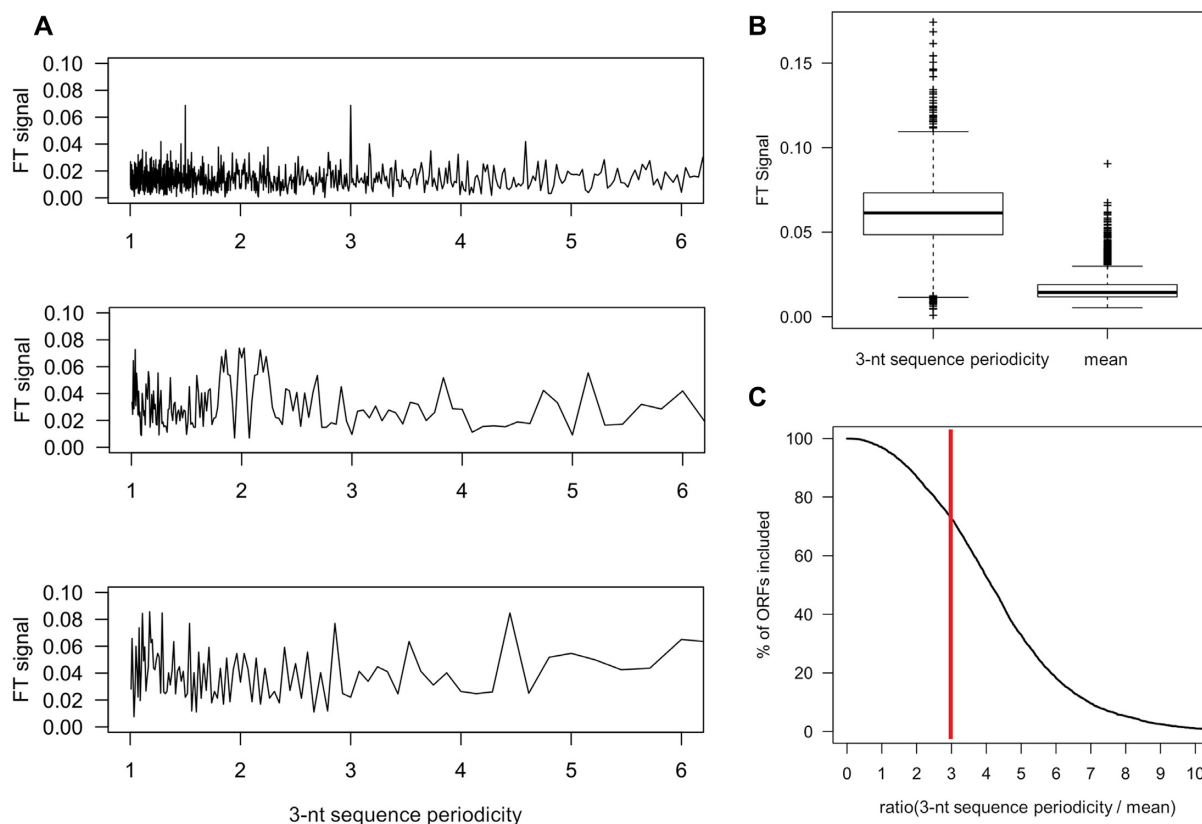 A
0.10
0.08
0.06
0.04
0.02
0.00
FT signal
1 2 3 4 5 6
0.10
0.08
0.06
0.04
0.02
0.00
FT signal
1 2 3 4 5 6
0.10
0.08
0.06
0.04
0.02
0.00
FT signal
1 2 3 4 5 6
3-nt sequence periodicity
B
0.15
0.10
0.05
0.00
FT Signal
3-nt sequence periodicity mean
C
100
80
60
40
20
0
% of ORFs included
0 1 2 3 4 5 6 7 8 9 10
ratio(3-nt sequence periodicity / mean)